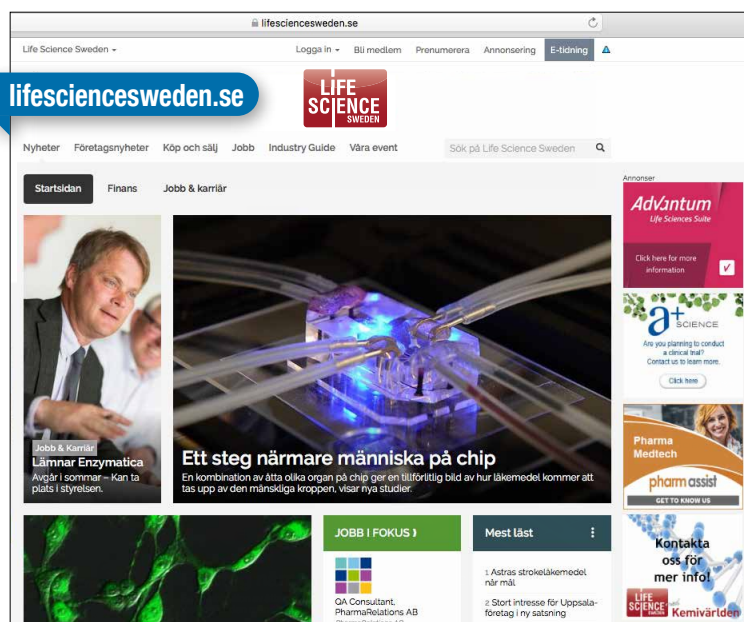 lifesciencesweden.se
Life Science Sweden
Logga in
Bli medlem
Prenumerera
Annonsering
E-tidning
lifesciencesweden.se
LIFE
SCIENCE
SWEDEN
Nyheter
Företagsnyheter
Köp och sälj
Jobb
Industry Guide
Våra event
Sök på Life Science Sweden
Startsidan
Finans
Jobb & karriär
Jobb & Karriär
Lämnar Enzymatica
Avgår i sommar – Kan ta
plats i styrelsen.
Ett steg närmare människa på chip
En kombination av åtta olika organ på chip ger en tillförlitlig bild av hur läkemedel kommer att
tas upp av den mänskliga kroppen, visar nya studier.
JOBB I FOKUS
QA Consultant,
PharmaRelations AB
Mest läst
1 Astras strokeläkemedel
når mål
2 Stort intresse för Uppsala-
företag i ny satsning
Annonser
Advantum
Life Sciences Suite
Click here for more
information
a+
SCIENCE
Are you planning to conduct
a clinical trial?
Contact us to learn more.
Click here
Pharma
Medtech
pharm assist
GET TO KNOW US
Kontakta
oss för
mer info!
LIFE
SCIENCE
SWEDEN
Kemivärlden